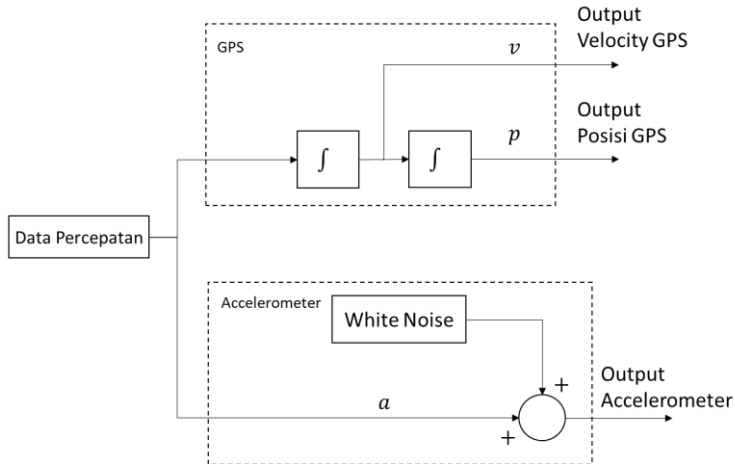 Output
Velocity GPS
GPS
v
Output
Posisi GPS
∫
∫
p
Data Percepatan
Accelerometer
White Noise
Output
Accelerometer
a
+
+